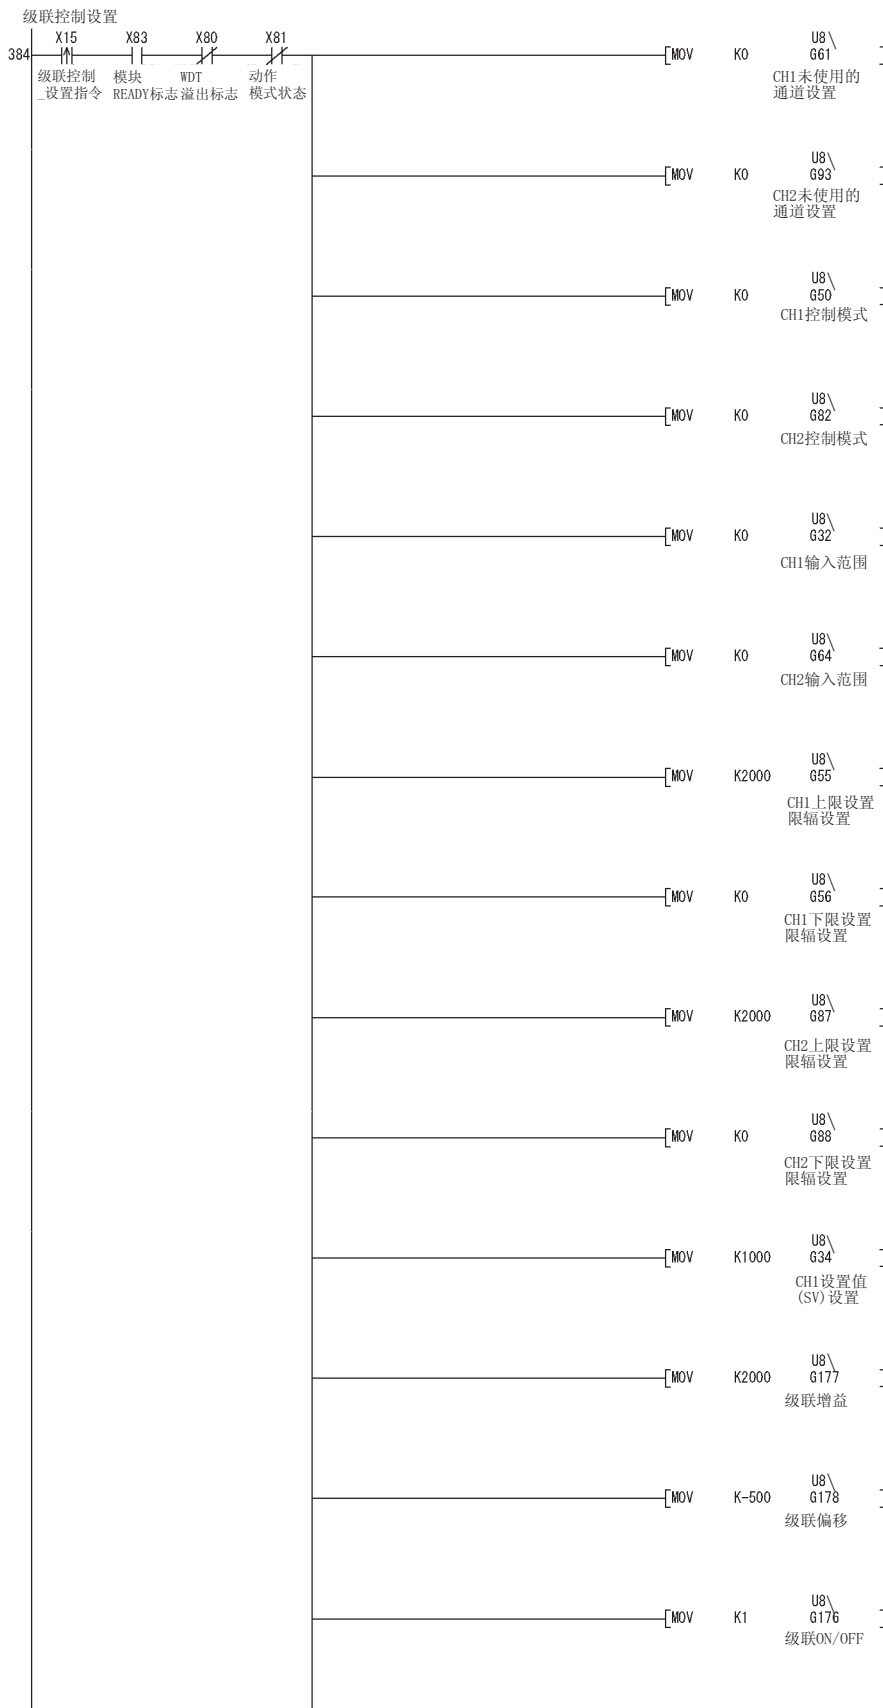 级联控制设置
X15 X83 X80 X81 U8\
384 [MOV K0 G61 ]
级联控制 模块 WDT 动作 CH1未使用的
_设置指令 READY标志 溢出标志 模式状态 通道设置
U8\
[MOV K0 G93 ]
CH2未使用的
通道设置
U8\
[MOV K0 G50 ]
CH1控制模式
U8\
[MOV K0 G82 ]
CH2控制模式
U8\
[MOV K0 G32 ]
CH1输入范围
U8\
[MOV K0 G64 ]
CH2输入范围
U8\
[MOV K2000 G55 ]
CH1上限设置
限辐设置
U8\
[MOV K0 G56 ]
CH1下限设置
限辐设置
U8\
[MOV K2000 G87 ]
CH2上限设置
限辐设置
U8\
[MOV K0 G88 ]
CH2下限设置
限辐设置
U8\
[MOV K1000 G34 ]
CH1设置值
(SV)设置
U8\
[MOV K2000 G177 ]
级联增益
U8\
[MOV K-500 G178 ]
级联偏移
U8\
[MOV K1 G176 ]
级联ON/OFF